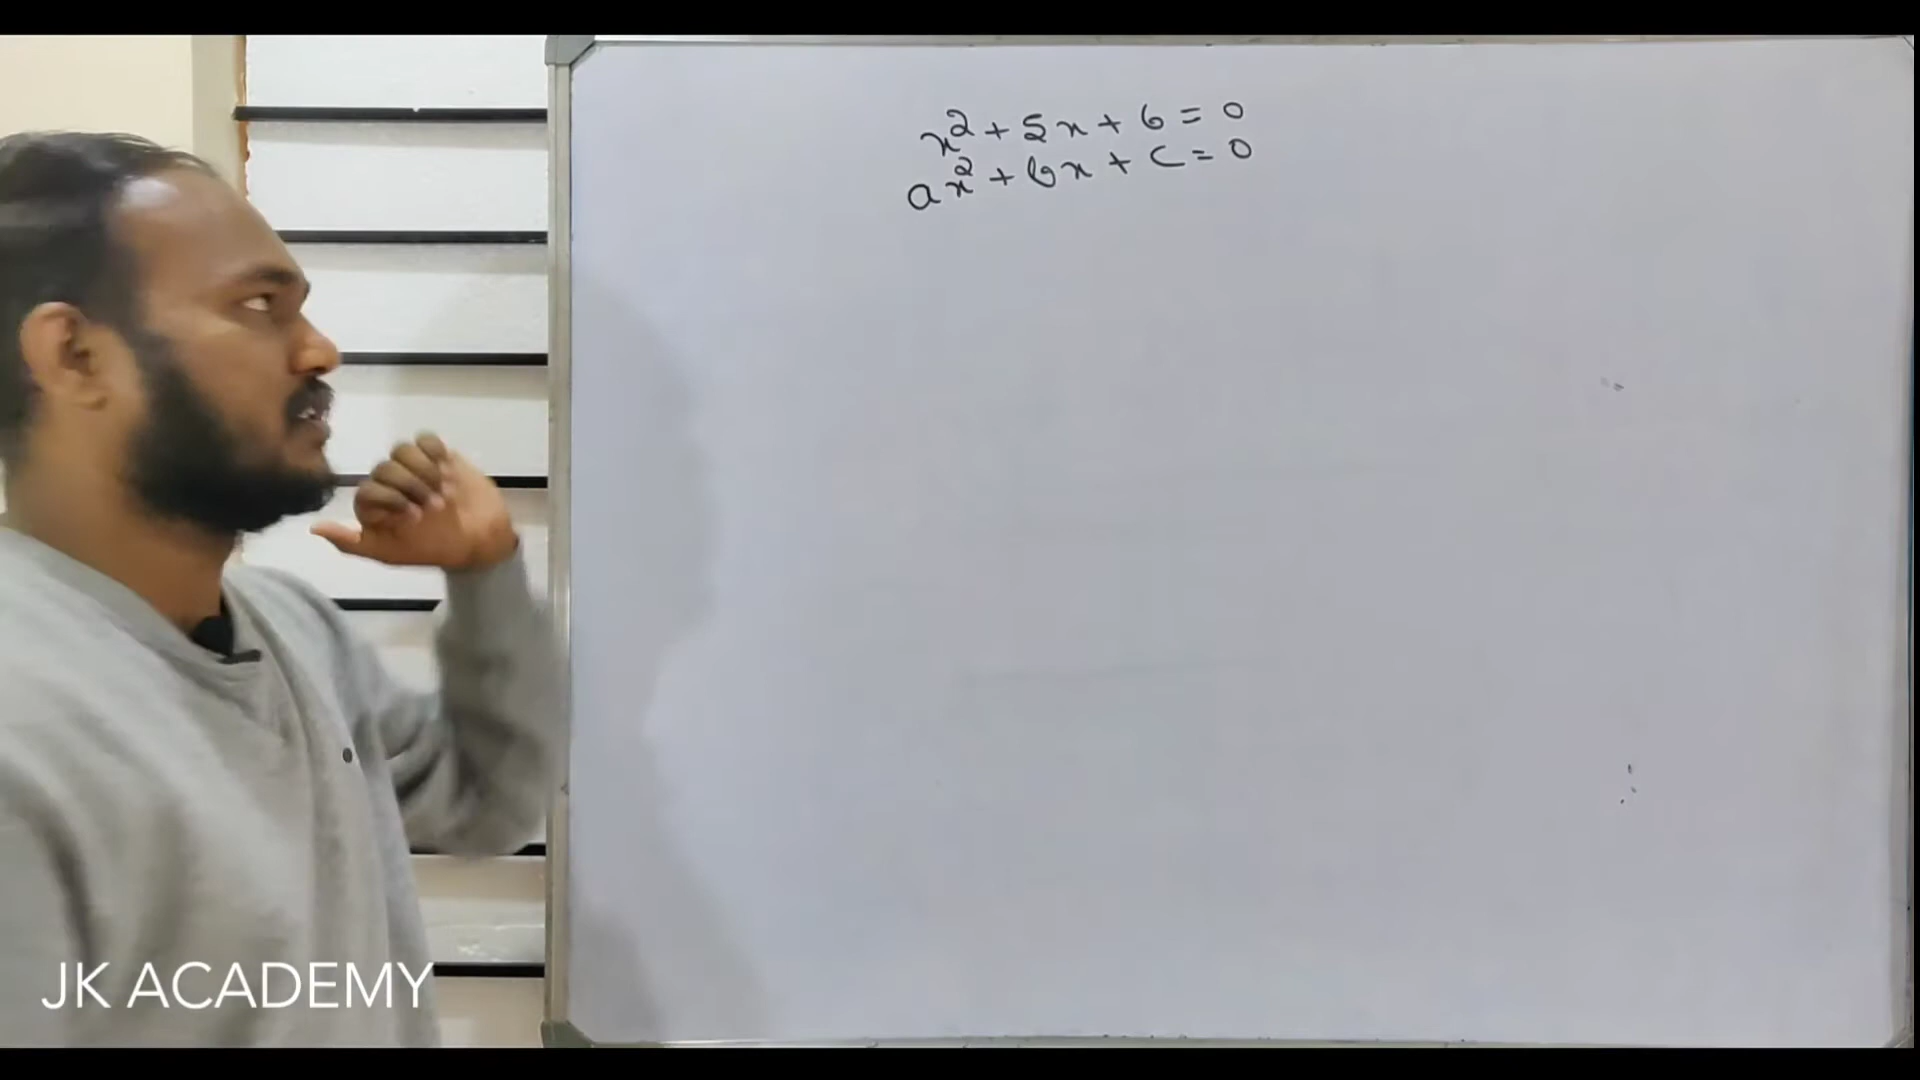 x² + 5x + 6 = 0
ax² + bx + c = 0
JK ACADEMY